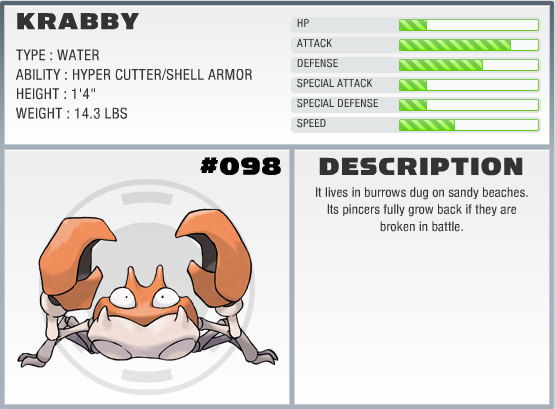 KRABBY
TYPE : WATER
ABILITY : HYPER CUTTER/SHELL ARMOR
HEIGHT : 1'4"
WEIGHT : 14.3 LBS
HP
ATTACK
DEFENSE
SPECIAL ATTACK
SPECIAL DEFENSE
SPEED
#098
DESCRIPTION
It lives in burrows dug on sandy beaches.
Its pincers fully grow back if they are
broken in battle.